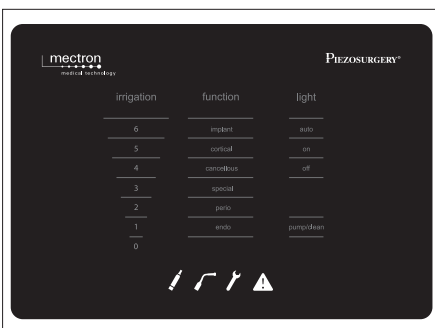 mectron
medical technology
PIEZOSURGERY®
irrigation function light
6 implant auto
5 cortical on
4 cancellous off
3 special
2 perio
1 endo pump/clean
0